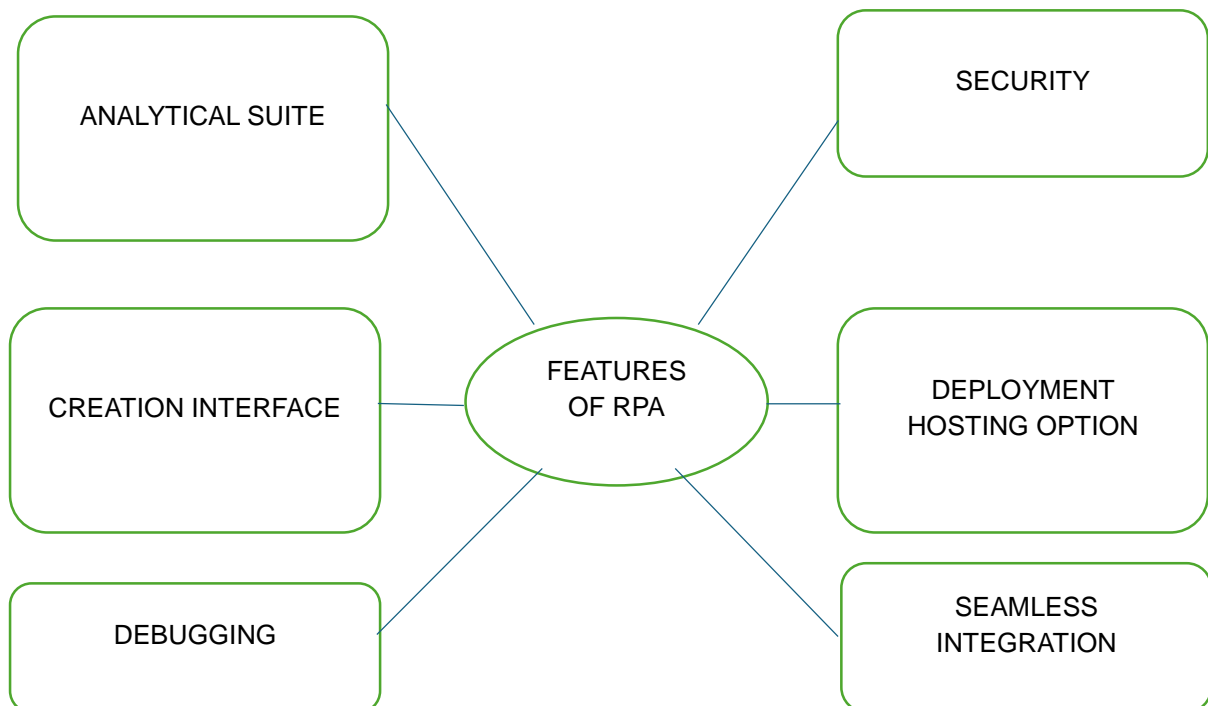 ANALYTICAL SUITE
SECURITY
CREATION INTERFACE
FEATURES
OF RPA
DEPLOYMENT
HOSTING OPTION
DEBUGGING
SEAMLESS
INTEGRATION